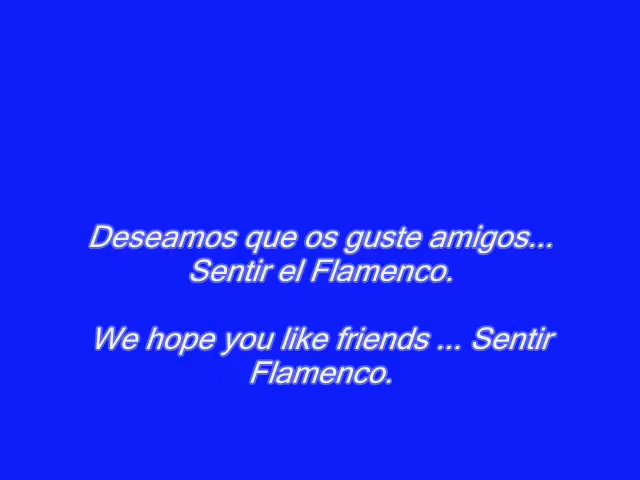 Deseamos que os guste amigos...
Sentir el Flamenco.
We hope you like friends ... Sentir
Flamenco.